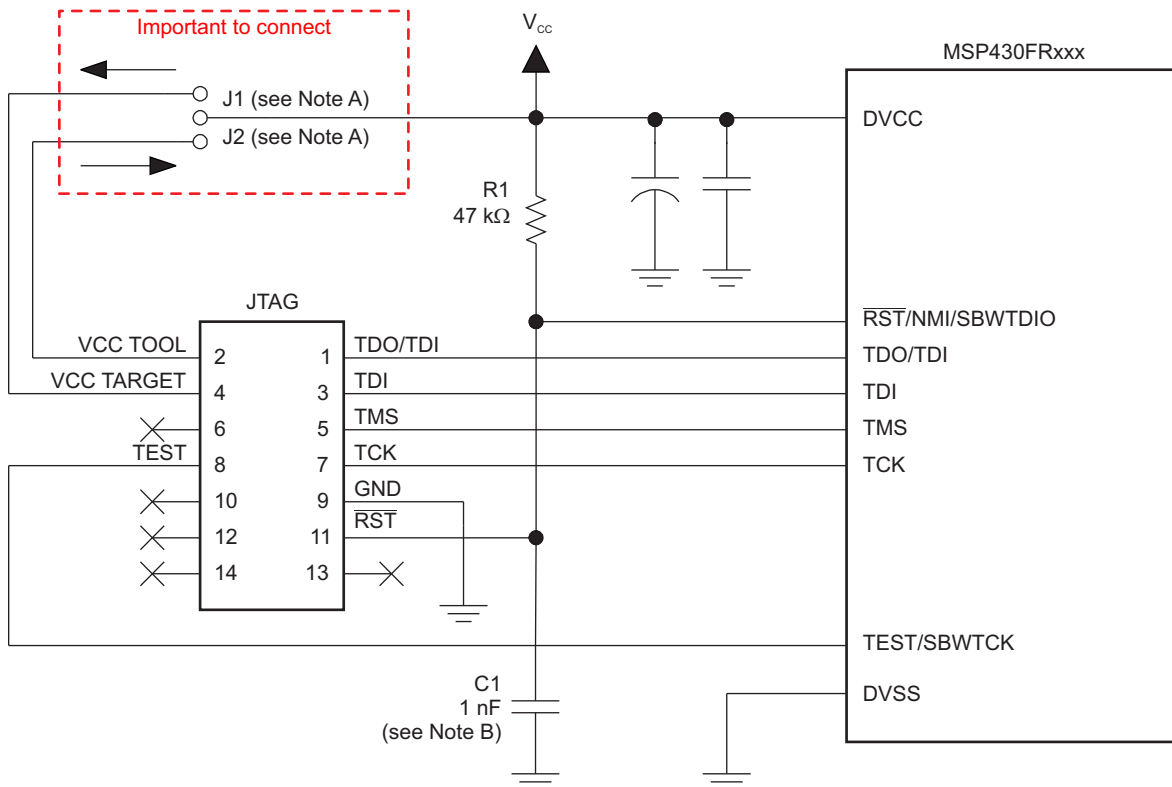 Important to connect
J1 (see Note A)
J2 (see Note A)
VCC
MSP430FRxxx
DVCC
R1
47 kΩ
JTAG
RST/NMI/SBWTDIO
VCC TOOL 2 1 TDO/TDI TDO/TDI
VCC TARGET 4 3 TDI TDI
6 5 TMS TMS
TEST 8 7 TCK TCK
10 9 GND
12 11 RST
14 13
TEST/SBWTCK
C1
1 nF
(see Note B)
DVSS